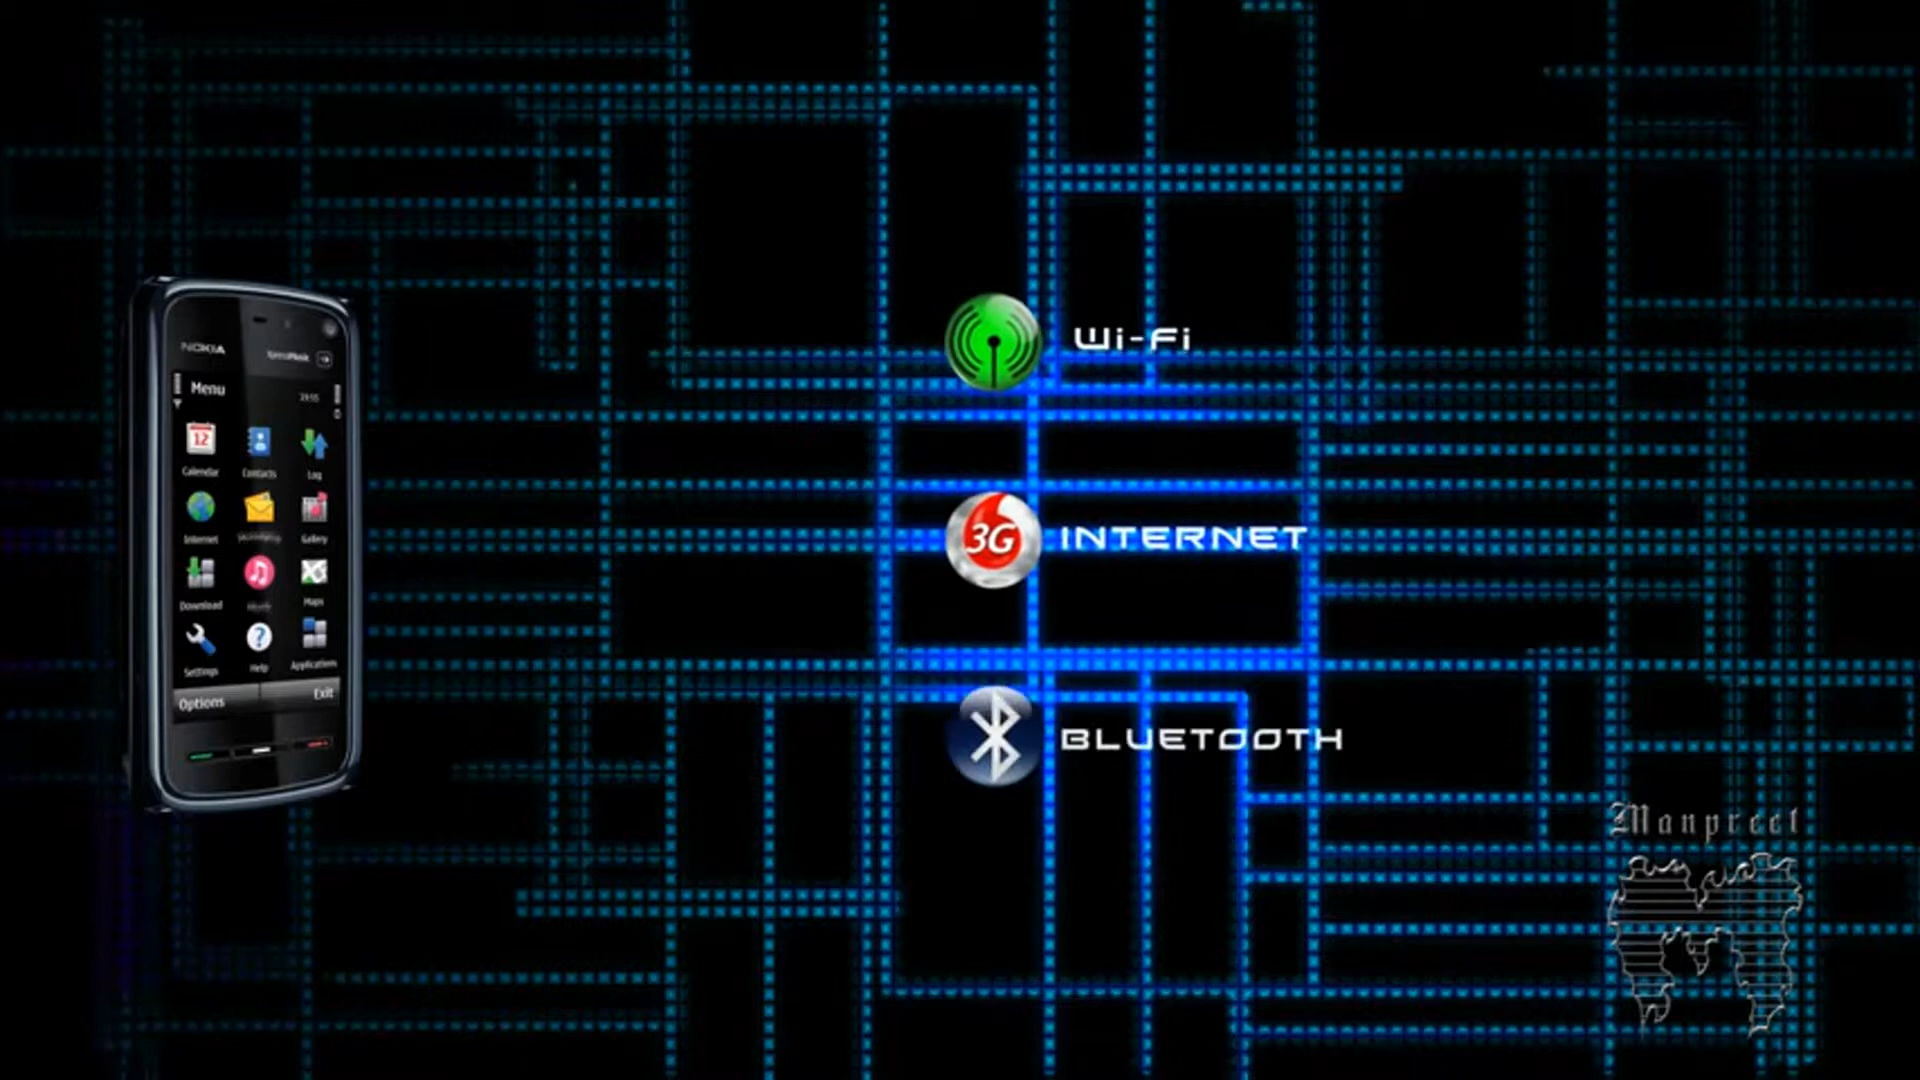 NOKIA
XpressMusic
Menu
12
Calendar
Contacts
Log
Internet
Gallery
Download
Maps
Settings
Help
Applications
Options
Exit
Wi-Fi
3G INTERNET
BLUETOOTH
Manpreet